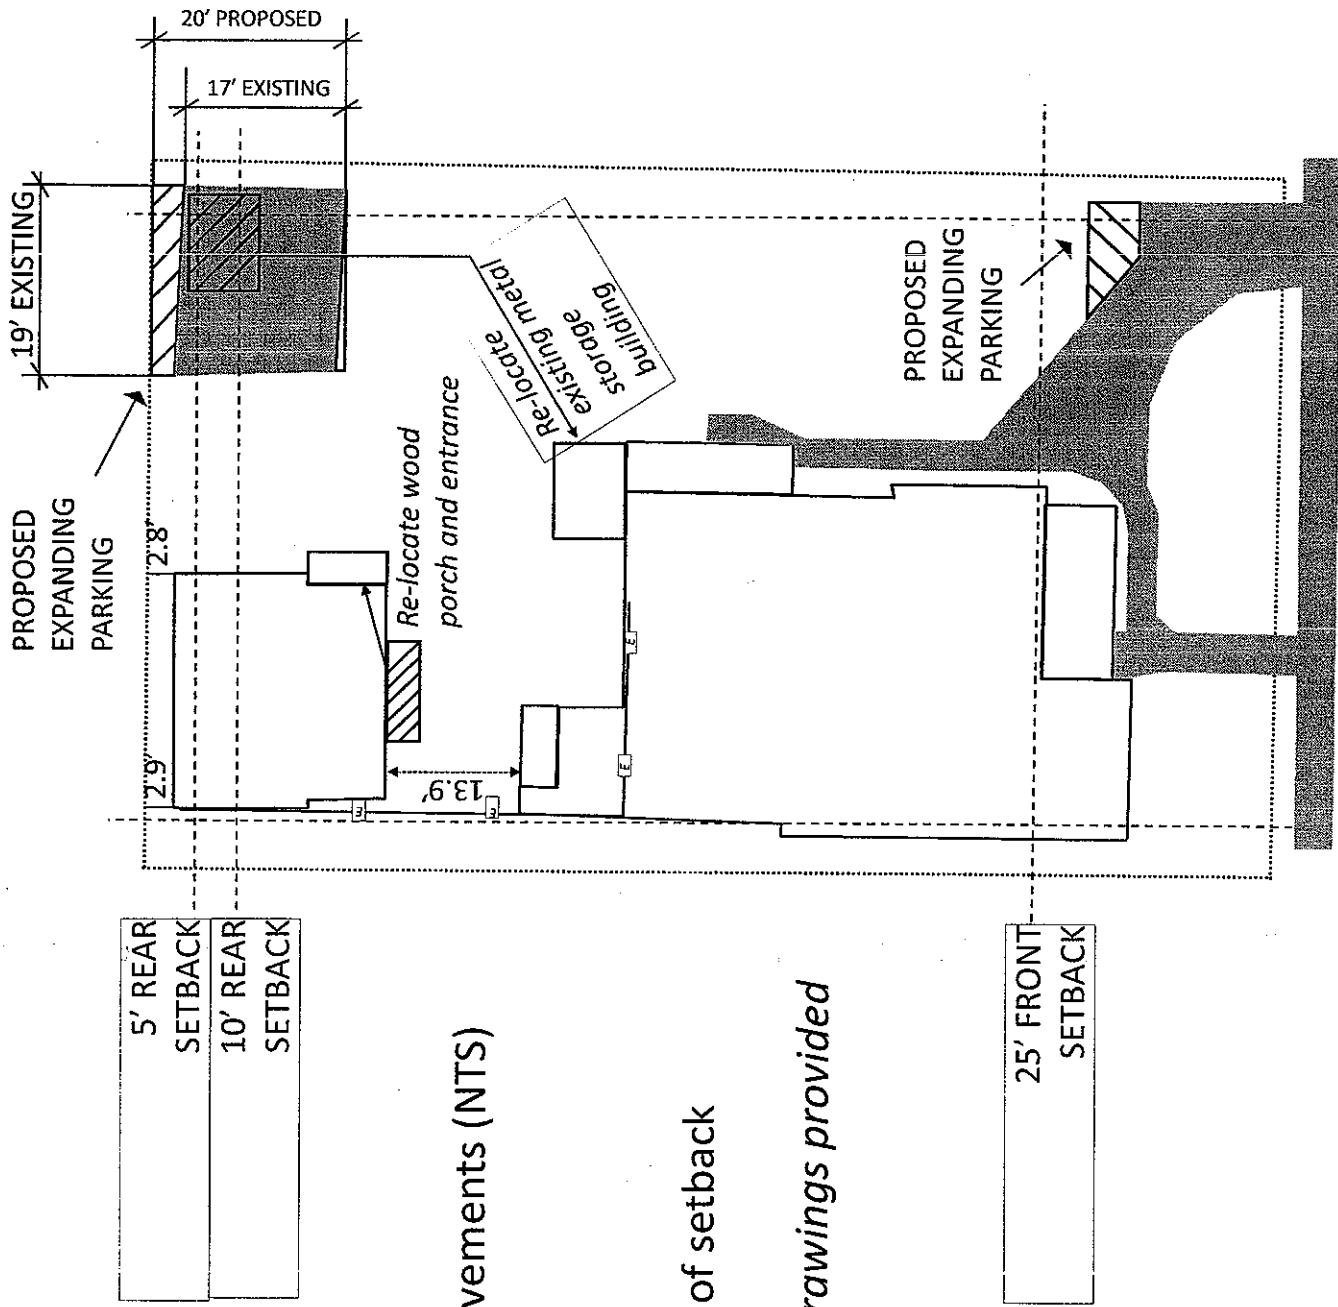 20' PROPOSED
17' EXISTING
19' EXISTING
PROPOSED
EXPANDING
PARKING
2.8'
2.9'
Re-locate
existing metal
storage
building
Re-locate wood
porch and entrance
13.9'
E
E
E
E
PROPOSED
EXPANDING
PARKING
5' REAR
SETBACK
10' REAR
SETBACK
vements (NTS)
of setback
rawings provided
25' FRONT
SETBACK